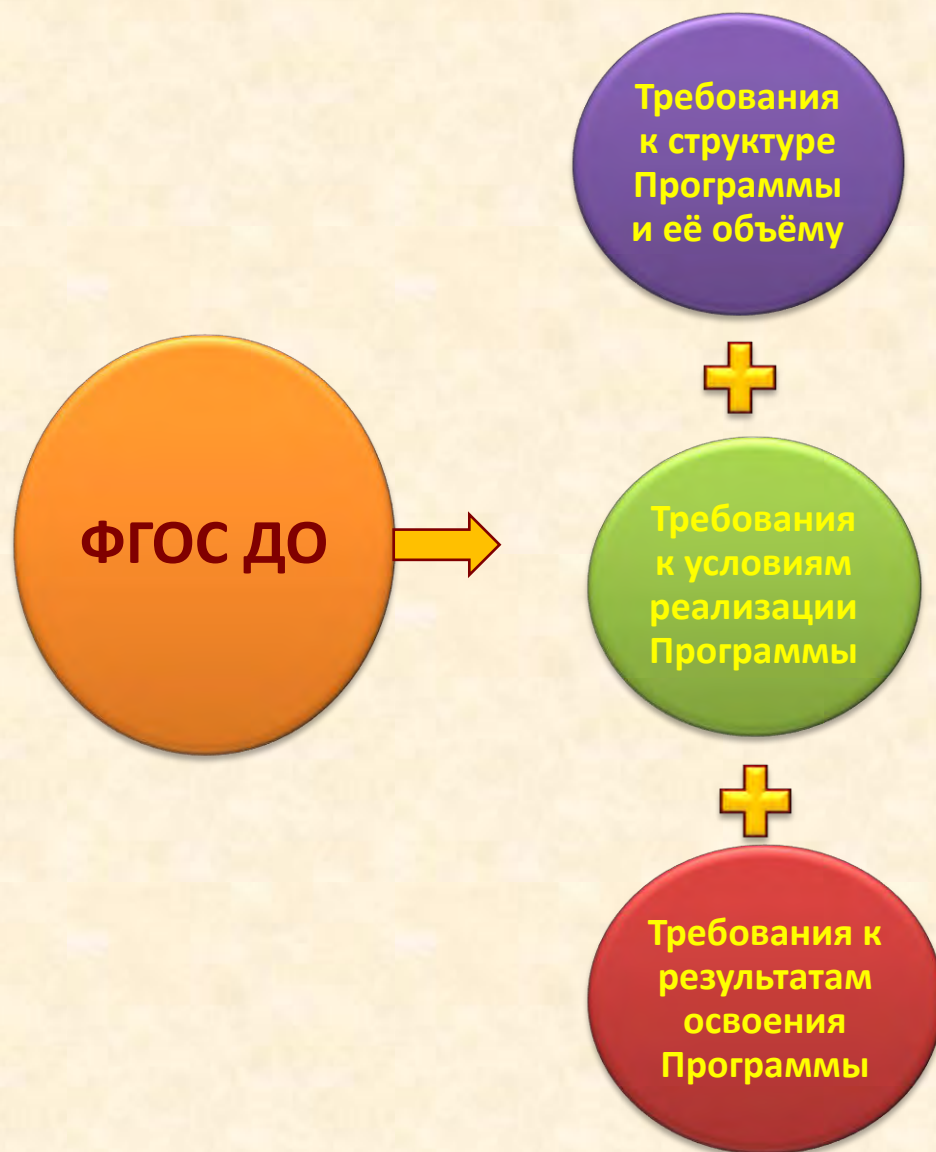 ФГОС ДО
Требования
к структуре
Программы
и её объёму
Требования
к условиям
реализации
Программы
Требования к
результатам
освоения
Программы